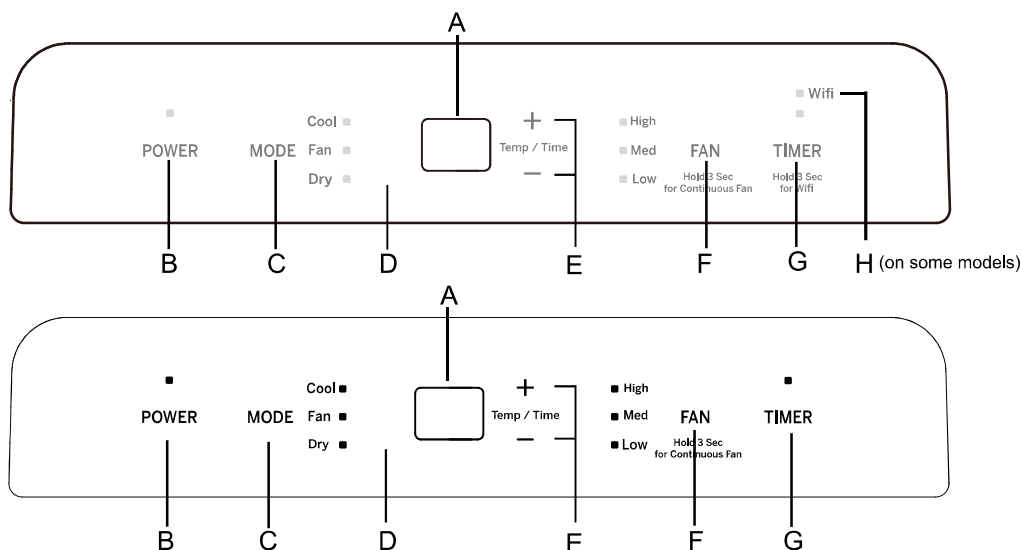 A
Wifi
Cool
+
High
POWER
MODE
Fan
Temp / Time
Med
FAN
TIMER
Dry
−
Low
Hold 3 Sec
for Continuous Fan
Hold 3 Sec
for Wifi
B C D E F G H (on some models)
A
Cool
+
High
POWER
MODE
Fan
Temp / Time
Med
FAN
TIMER
Dry
−
Low
Hold 3 Sec
for Continuous Fan
B C D E F G